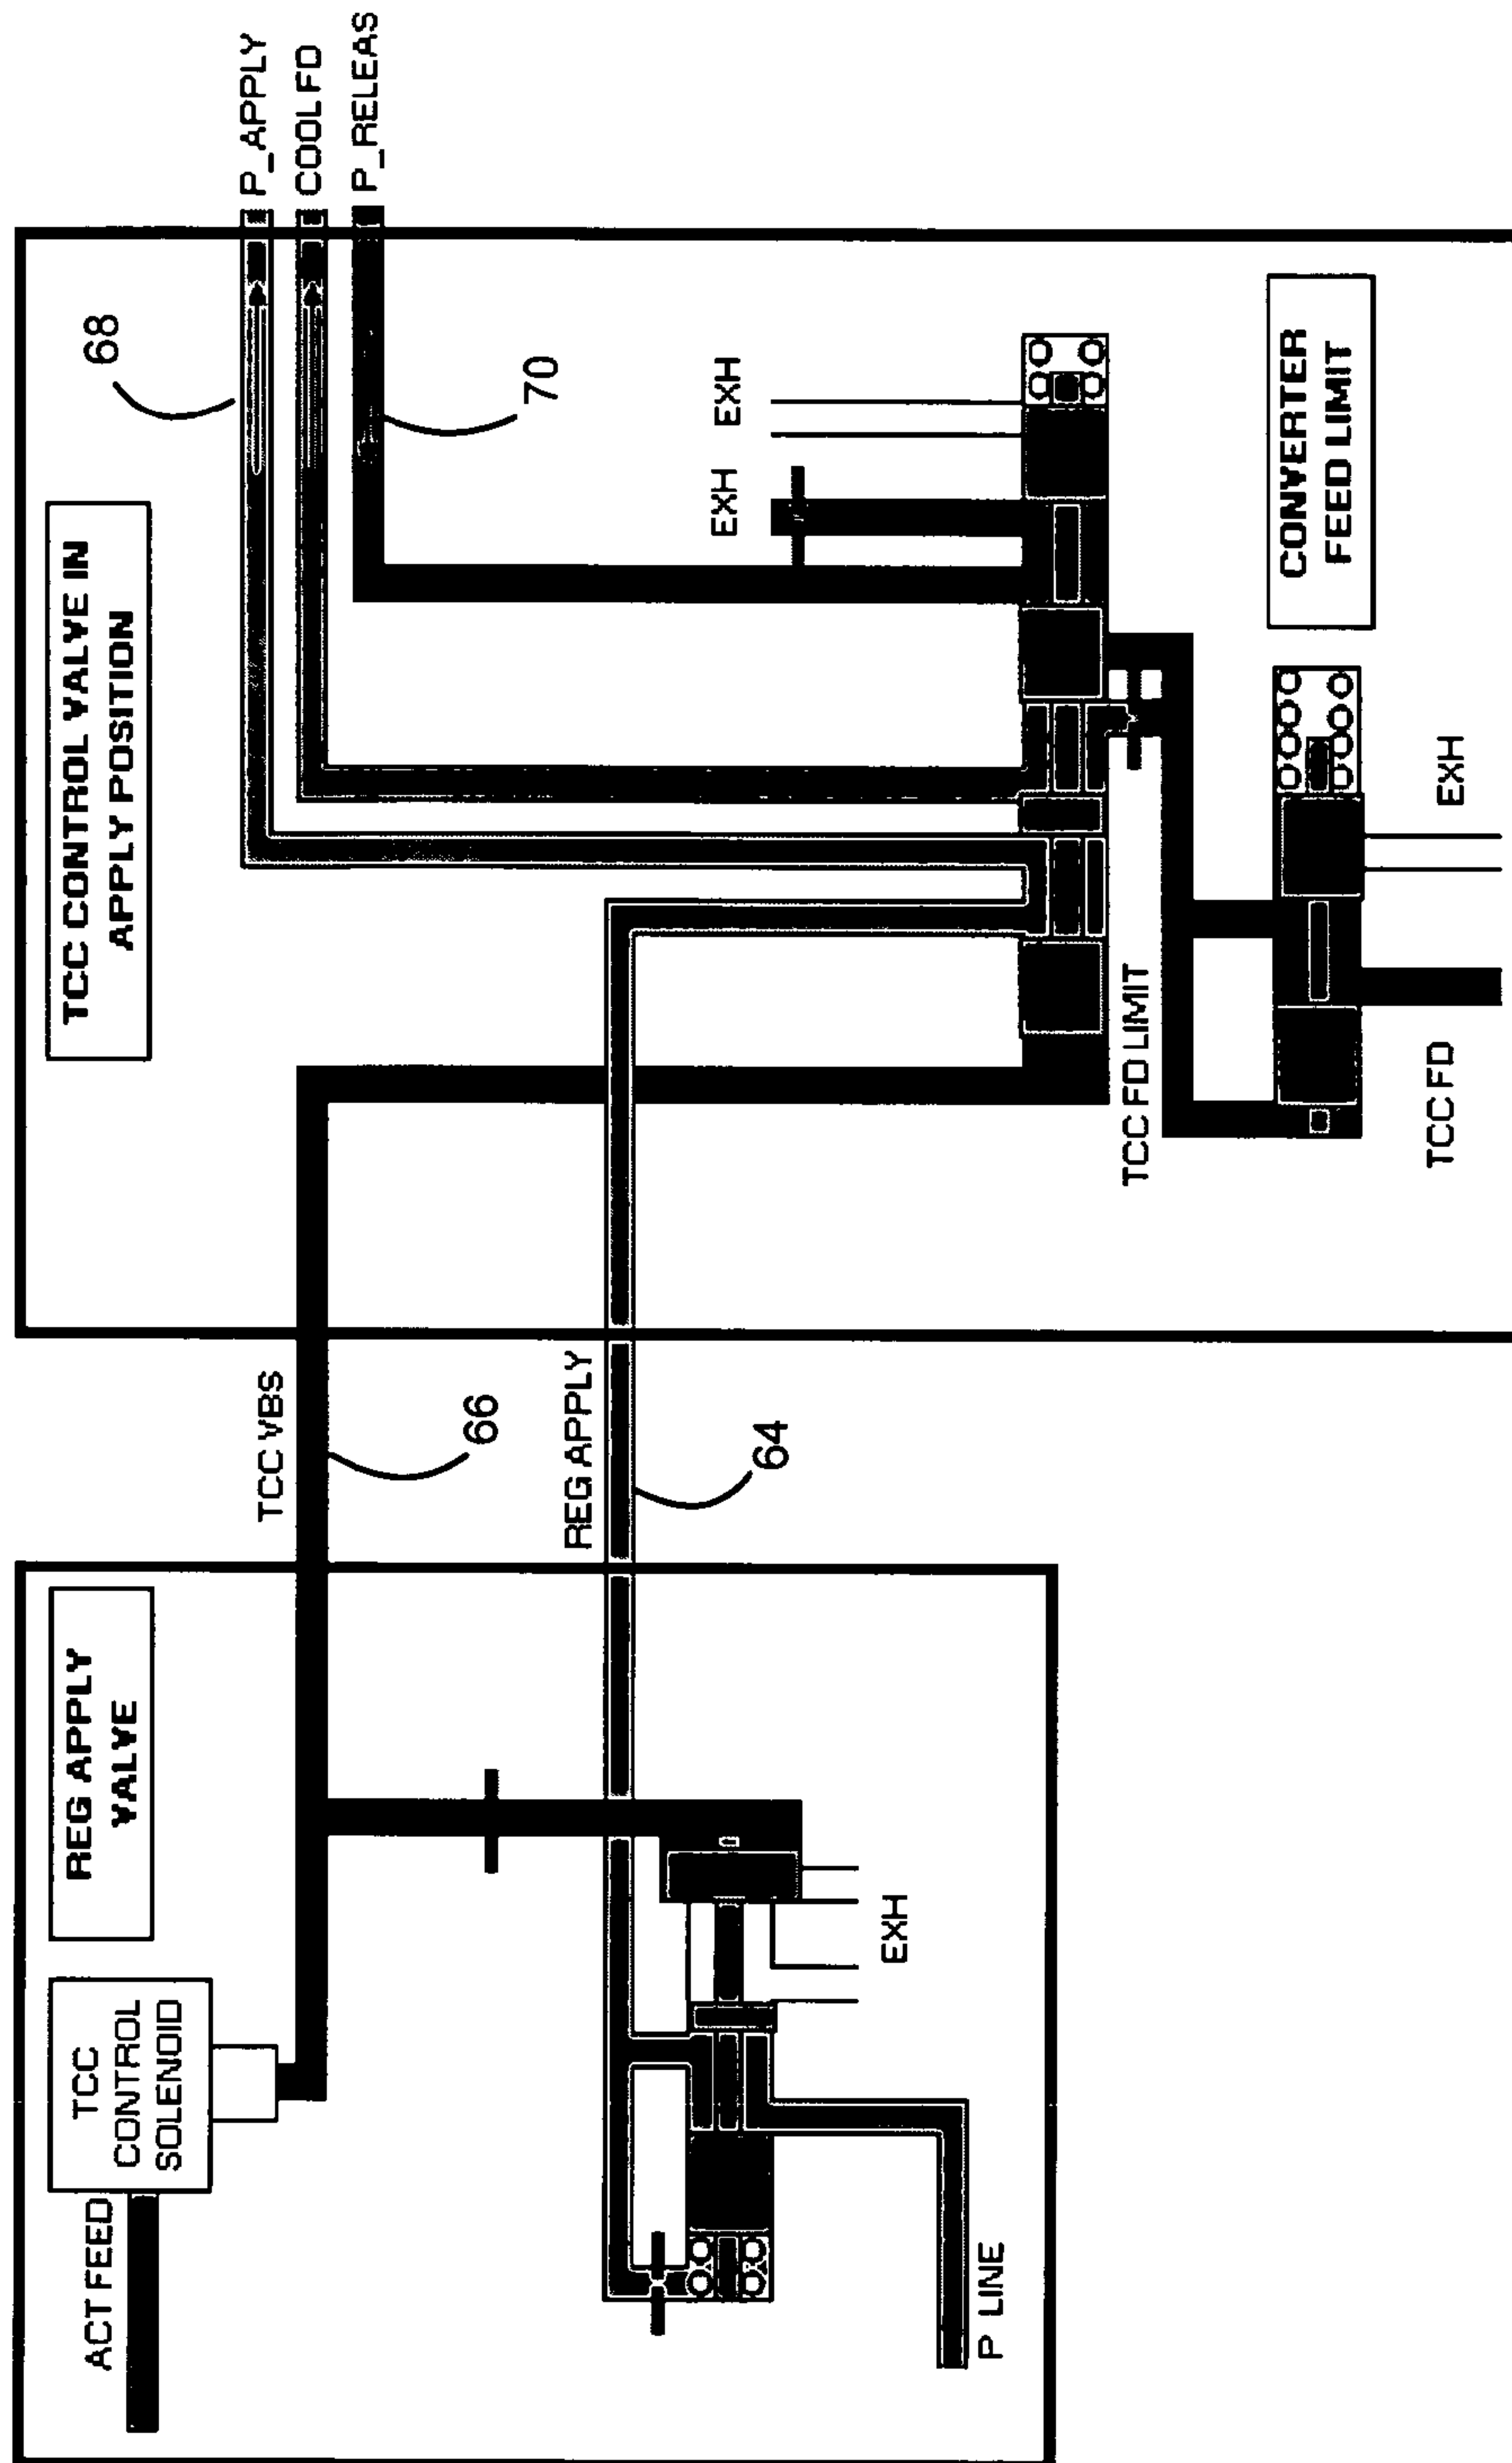 ACT FEED
TCC
CONTROL
SOLENOID
REG APPLY
VALVE
EXH
P LINE
TCC VBS
66
REG APPLY
64
TCC CONTROL VALVE IN
APPLY POSITION
68
P_APPLY
COOL FD
P_RELEAS
70
EXH
EXH
TCC FD LIMIT
CONVERTER
FEED LIMIT
TCC FD
EXH